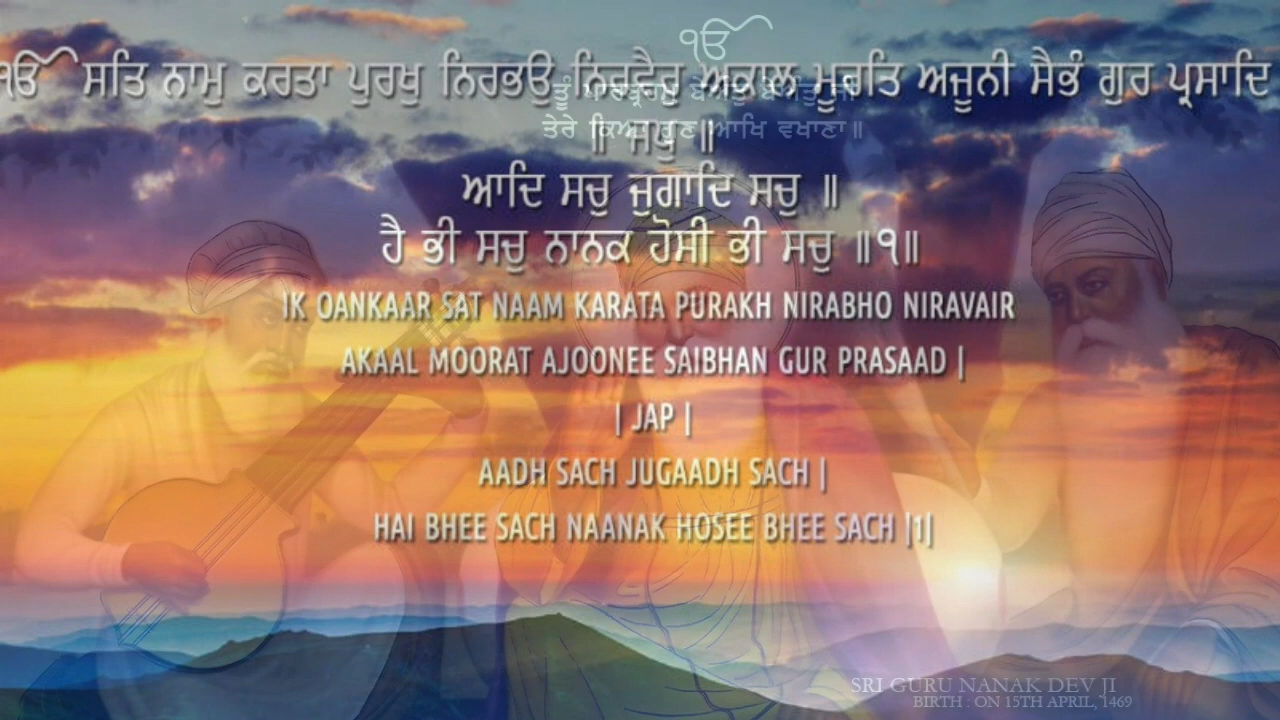 ੴ
ੴ ਸਤਿ ਨਾਮੁ ਕਰਤਾ ਪੁਰਖੁ ਨਿਰਭਉ ਨਿਰਵੈਰੁ ਅਕਾਲ ਮੂਰਤਿ ਅਜੂਨੀ ਸੈਭੰ ਗੁਰ ਪ੍ਰਸਾਦਿ
ਤੂੰ ਪਾਰਬ੍ਰਹਮੁ ਬੇਅੰਤੁ ਬੇਅੰਤੁ ਜੀ
ਤੇਰੇ ਕਿਆ ਗੁਣ ਆਖਿ ਵਖਾਣਾ॥
॥ ਜਪੁ ॥
ਆਦਿ ਸਚੁ ਜੁਗਾਦਿ ਸਚੁ ॥
ਹੈ ਭੀ ਸਚੁ ਨਾਨਕ ਹੋਸੀ ਭੀ ਸਚੁ ॥੧॥
IK OANKAAR SAT NAAM KARATA PURAKH NIRABHO NIRAVAIR
AKAAL MOORAT AJOONEE SAIBHAN GUR PRASAAD |
| JAP |
AADH SACH JUGAADH SACH |
HAI BHEE SACH NAANAK HOSEE BHEE SACH |1|
SRI GURU NANAK DEV JI
BIRTH : ON 15TH APRIL, 1469